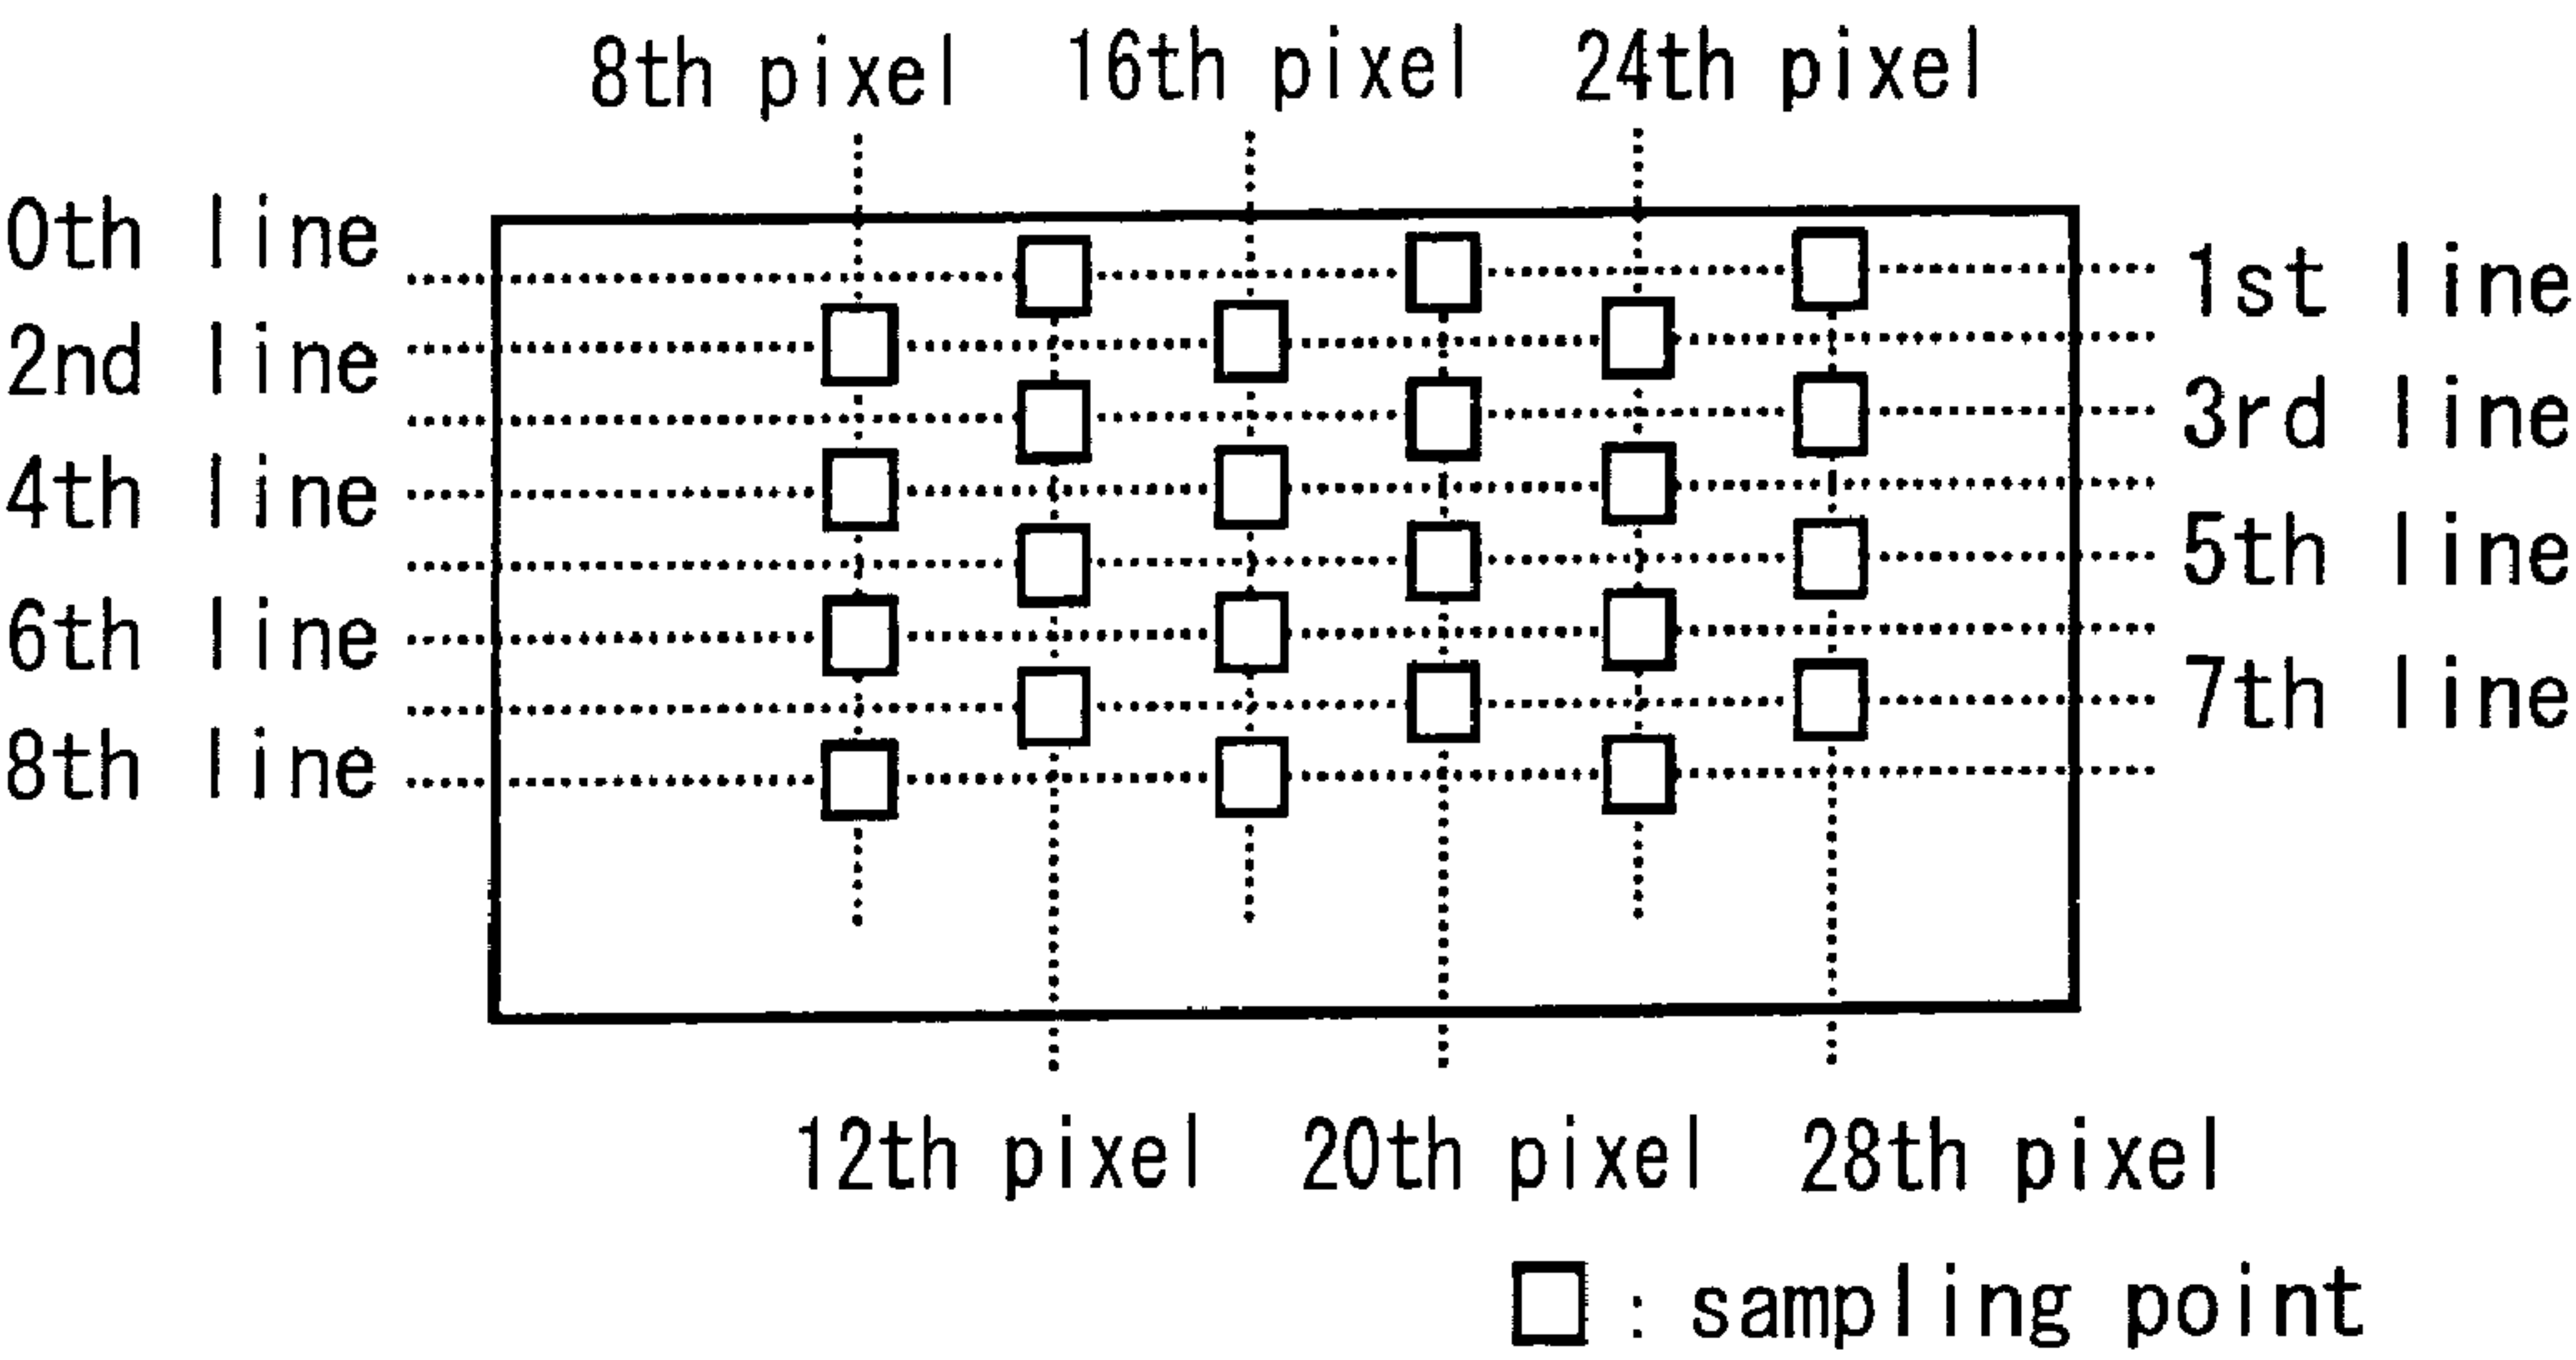 8th pixel 16th pixel 24th pixel
0th line
1st line
2nd line
3rd line
4th line
5th line
6th line
7th line
8th line
12th pixel 20th pixel 28th pixel
: sampling point